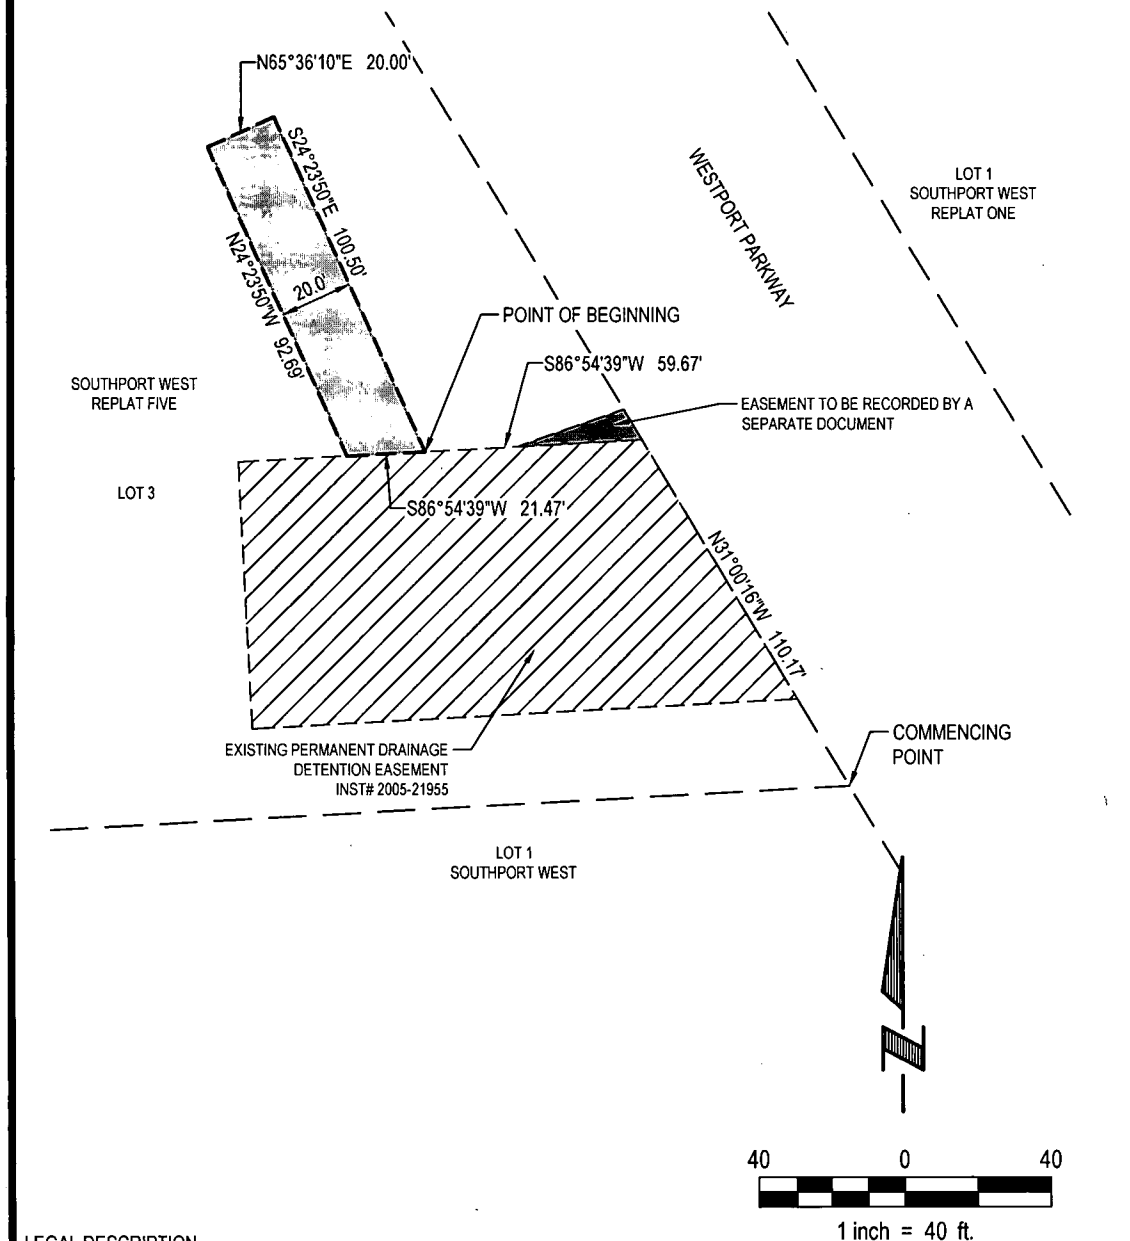 N65°36'10"E 20.00'
S24°23'50"E 100.50'
WESTPORT PARKWAY
LOT 1
SOUTHPORT WEST
REPLAT ONE
N24°23'50"W 92.69'
20.0'
POINT OF BEGINNING
S86°54'39"W 59.67'
SOUTHPORT WEST
REPLAT FIVE
EASEMENT TO BE RECORDED BY A
SEPARATE DOCUMENT
LOT 3
S86°54'39"W 21.47'
N31°00'16"W 110.17'
EXISTING PERMANENT DRAINAGE
DETENTION EASEMENT
INST# 2005-21955
COMMENCING
POINT
LOT 1
SOUTHPORT WEST
N
40 0 40
1 inch = 40 ft.
LEGAL DESCRIPTION